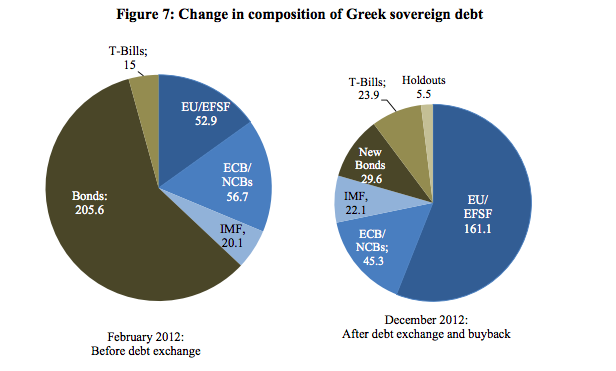 Figure 7: Change in composition of Greek sovereign debt
T-Bills;
15
EU/EFSF
52.9
ECB/
NCBs
56.7
IMF,
20.1
Bonds:
205.6
February 2012:
Before debt exchange
T-Bills;
23.9
Holdouts
5.5
New
Bonds
29.6
IMF,
22.1
ECB/
NCBs;
45.3
EU/
EFSF
161.1
December 2012:
After debt exchange and buyback